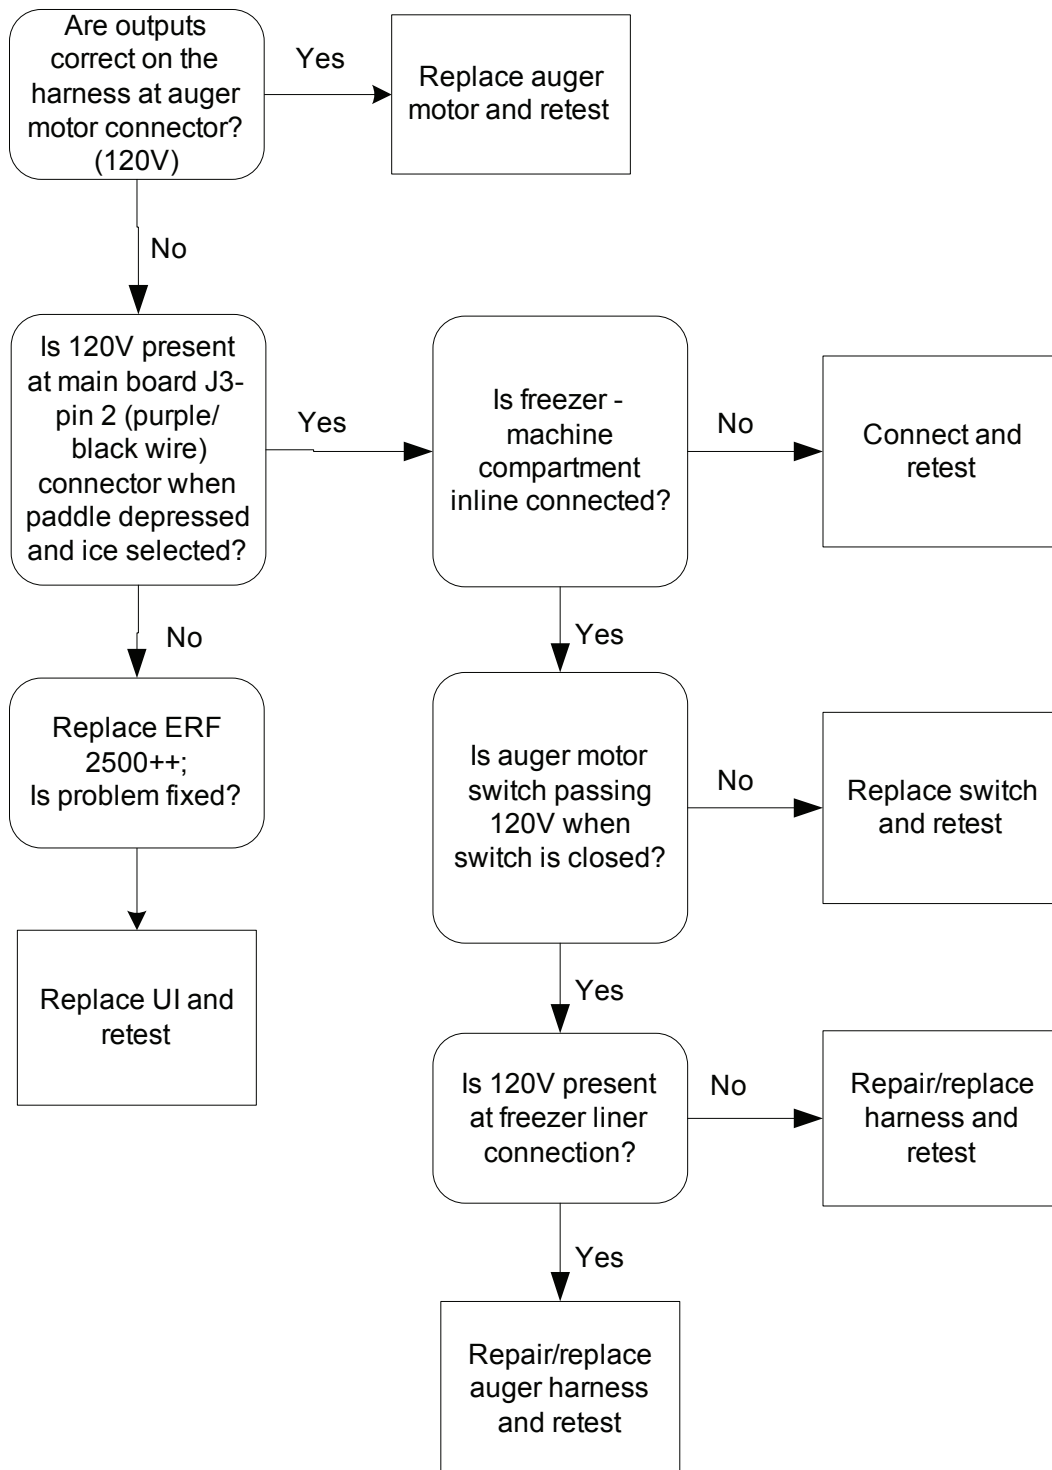 Are outputs
correct on the
harness at auger
motor connector?
(120V)
Yes
Replace auger
motor and retest
No
Is 120V present
at main board J3-
pin 2 (purple/
black wire)
connector when
paddle depressed
and ice selected?
Yes
Is freezer -
machine
compartment
inline connected?
No
Connect and
retest
No
Yes
Replace ERF
2500++;
Is problem fixed?
Is auger motor
switch passing
120V when
switch is closed?
No
Replace switch
and retest
Replace UI and
retest
Yes
Is 120V present
at freezer liner
connection?
No
Repair/replace
harness and
retest
Yes
Repair/replace
auger harness
and retest